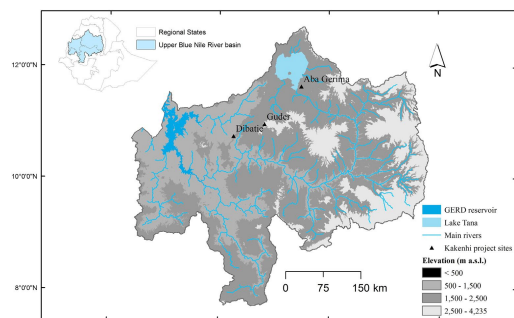 Regional States
Upper Blue Nile River basin
12°0'0"N
10°0'0"N
8°0'0"N
N
Aba Gerima
Guder
Dibatie
GERD reservoir
Lake Tana
Main rivers
Kakenhi project sites
Elevation (m a.s.l.)
< 500
500 - 1,500
1,500 - 2,500
2,500 - 4,235
0 75 150 km